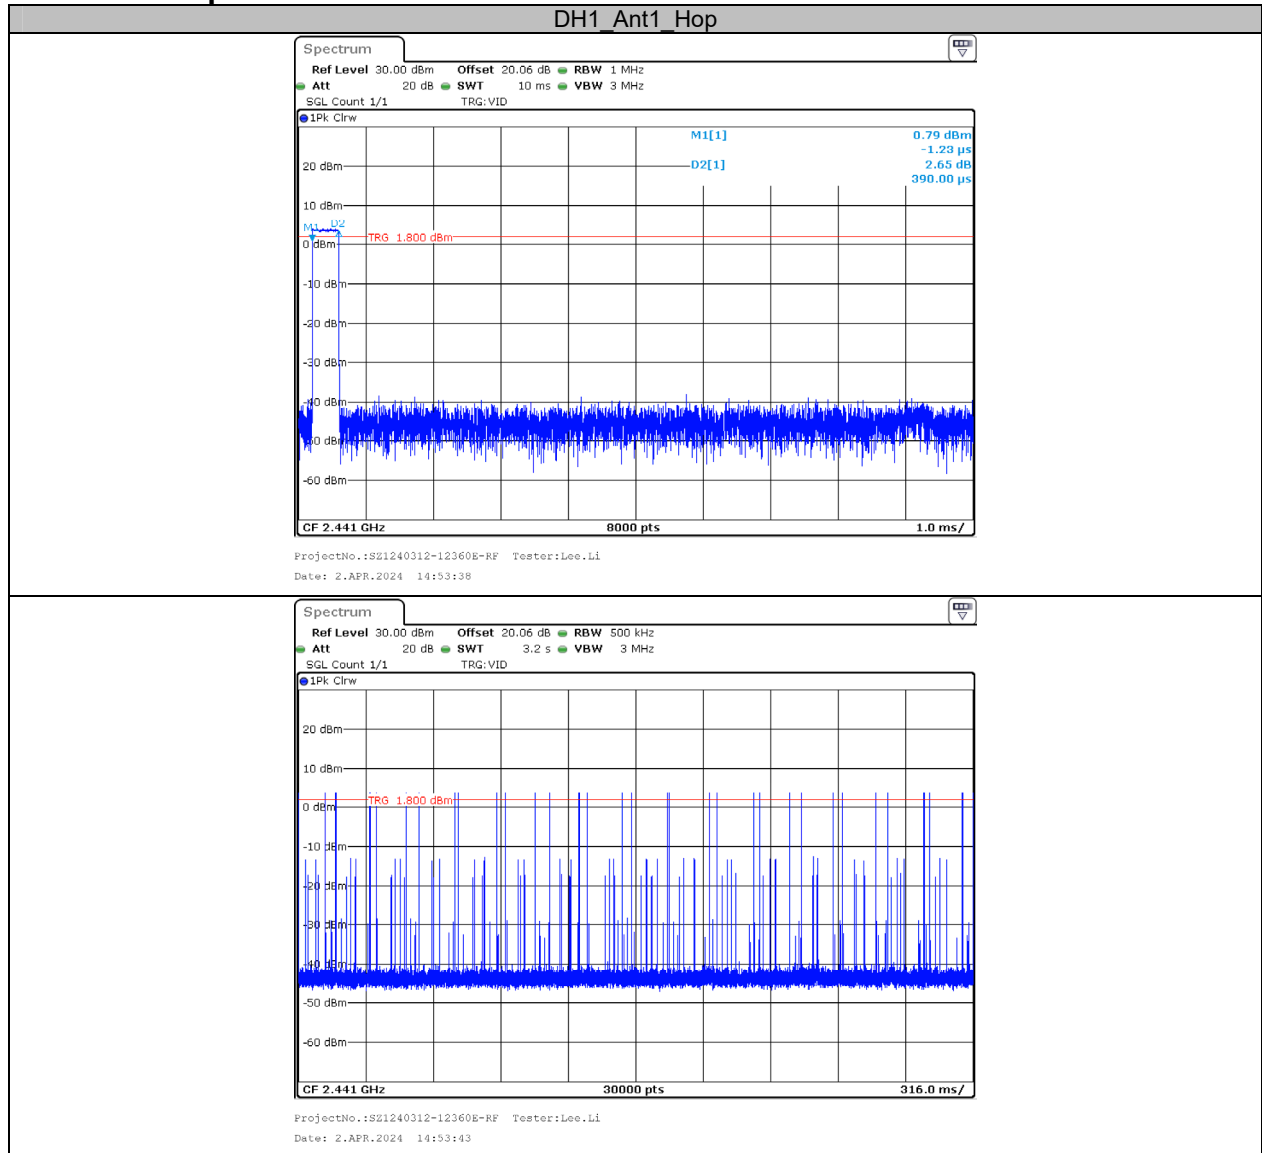 DH1_Ant1_Hop
Spectrum
Ref Level 30.00 dBm Offset 20.06 dB RBW 1 MHz
Att 20 dB SWT 10 ms VBW 3 MHz
SGL Count 1/1 TRG:VID
1Pk Clrw
M1[1] 0.79 dBm
-1.23 µs
20 dBm D2[1] 2.65 dB
390.00 µs
10 dBm
M1 D2
TRG 1.800 dBm
0 dBm
-10 dBm
-20 dBm
-30 dBm
-40 dBm
-50 dBm
-60 dBm
CF 2.441 GHz 8000 pts 1.0 ms/
ProjectNo.:SZ1240312-12360E-RF Tester:Lee.Li
Date: 2.APR.2024 14:53:38
Spectrum
Ref Level 30.00 dBm Offset 20.06 dB RBW 500 kHz
Att 20 dB SWT 3.2 s VBW 3 MHz
SGL Count 1/1 TRG:VID
1Pk Clrw
20 dBm
10 dBm
TRG 1.800 dBm
0 dBm
-10 dBm
-20 dBm
-30 dBm
-40 dBm
-50 dBm
-60 dBm
CF 2.441 GHz 30000 pts 316.0 ms/
ProjectNo.:SZ1240312-12360E-RF Tester:Lee.Li
Date: 2.APR.2024 14:53:43